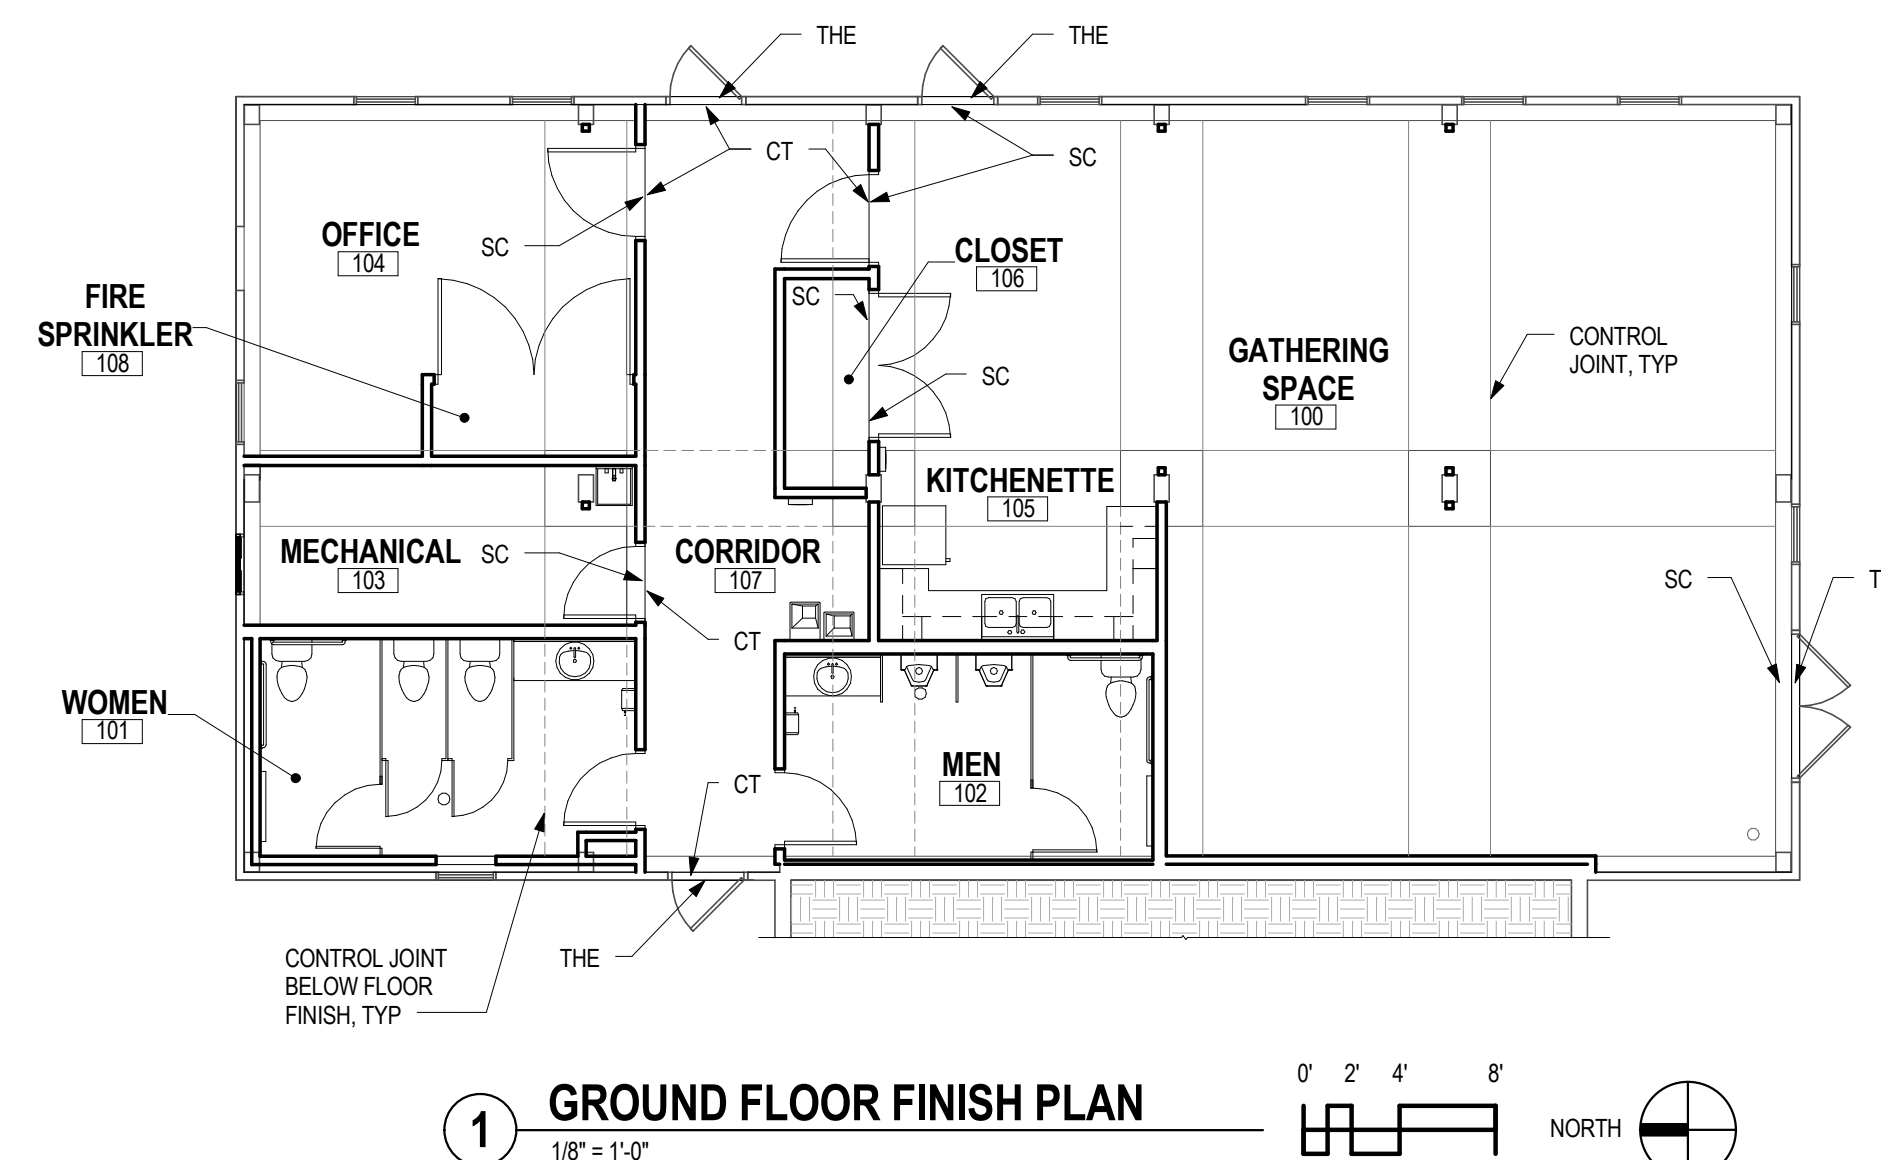 THE
THE
CT
SC
OFFICE
104
SC
CLOSET
106
FIRE
SPRINKLER
108
SC
CONTROL
JOINT, TYP
GATHERING
SPACE
100
SC
KITCHENETTE
105
MECHANICAL
103
SC
CORRIDOR
107
SC
T
CT
WOMEN
101
MEN
102
CT
CONTROL JOINT
BELOW FLOOR
FINISH, TYP
THE
0' 2' 4' 8'
1
GROUND FLOOR FINISH PLAN
1/8" = 1'-0"
NORTH